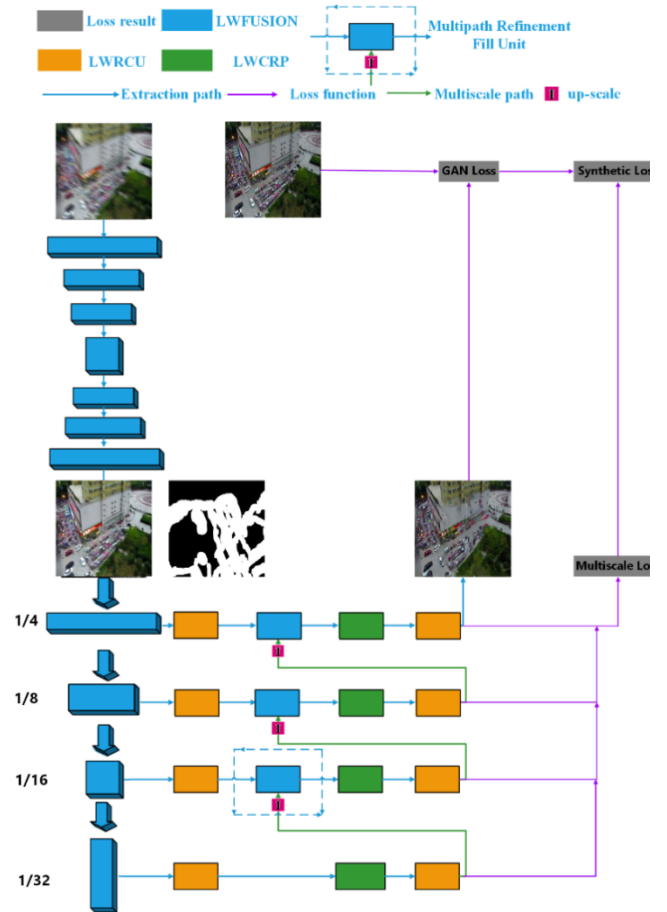 Loss result
LWFUSION
Multipath Refinement
Fill Unit
LWRCU
LWCRP
Extraction path
Loss function
Multiscale path
up-scale
GAN Loss
Synthetic Los
Multiscale Lo
1/4
1/8
1/16
1/32